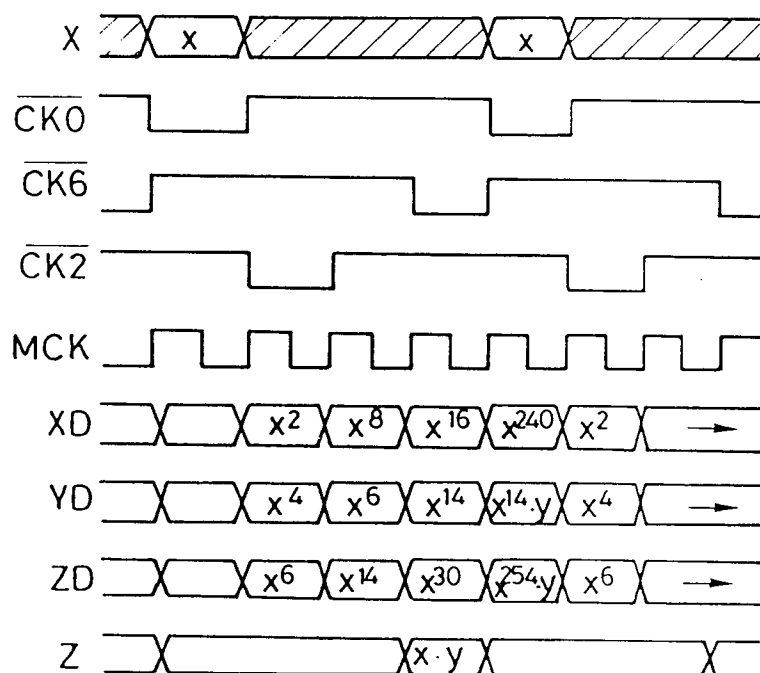 X x x
CK0
CK6
CK2
MCK
XD x2 x8 x16 x240 x2 →
YD x4 x6 x14 x14·y x4 →
ZD x6 x14 x30 x254·y x6 →
Z x·y